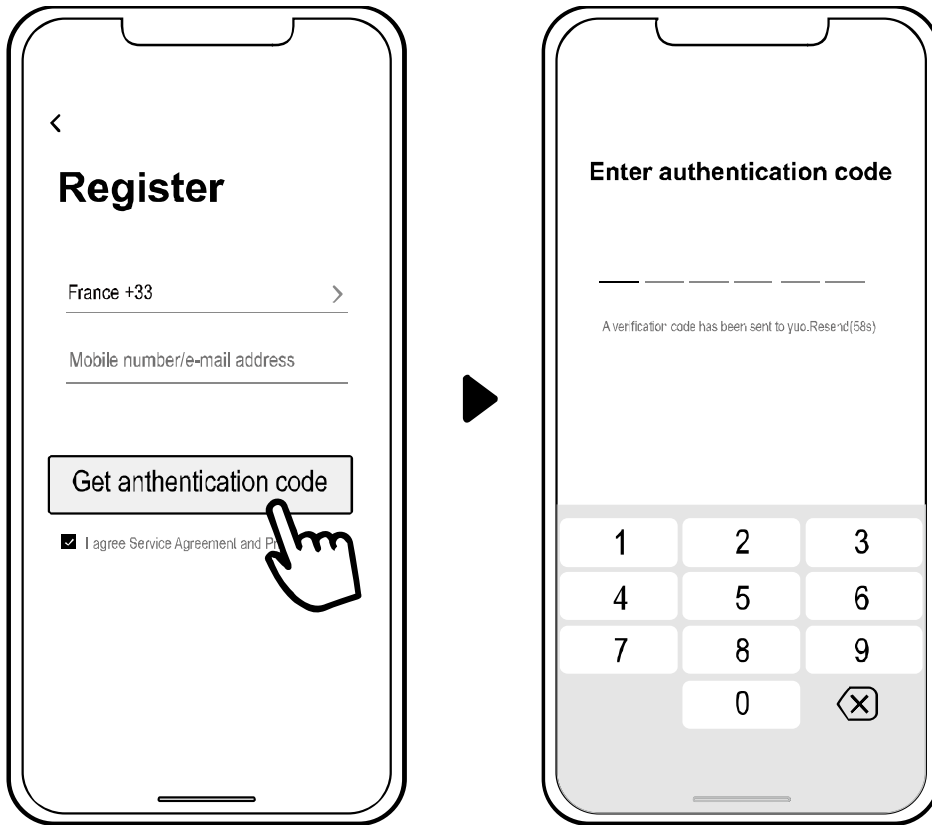 Register
France +33
Mobile number/e-mail address
Get anthentication code
I agree Service Agreement and
Enter authentication code
A verification code has been sent to yuo.Resend(58s)
1 2 3
4 5 6
7 8 9
0